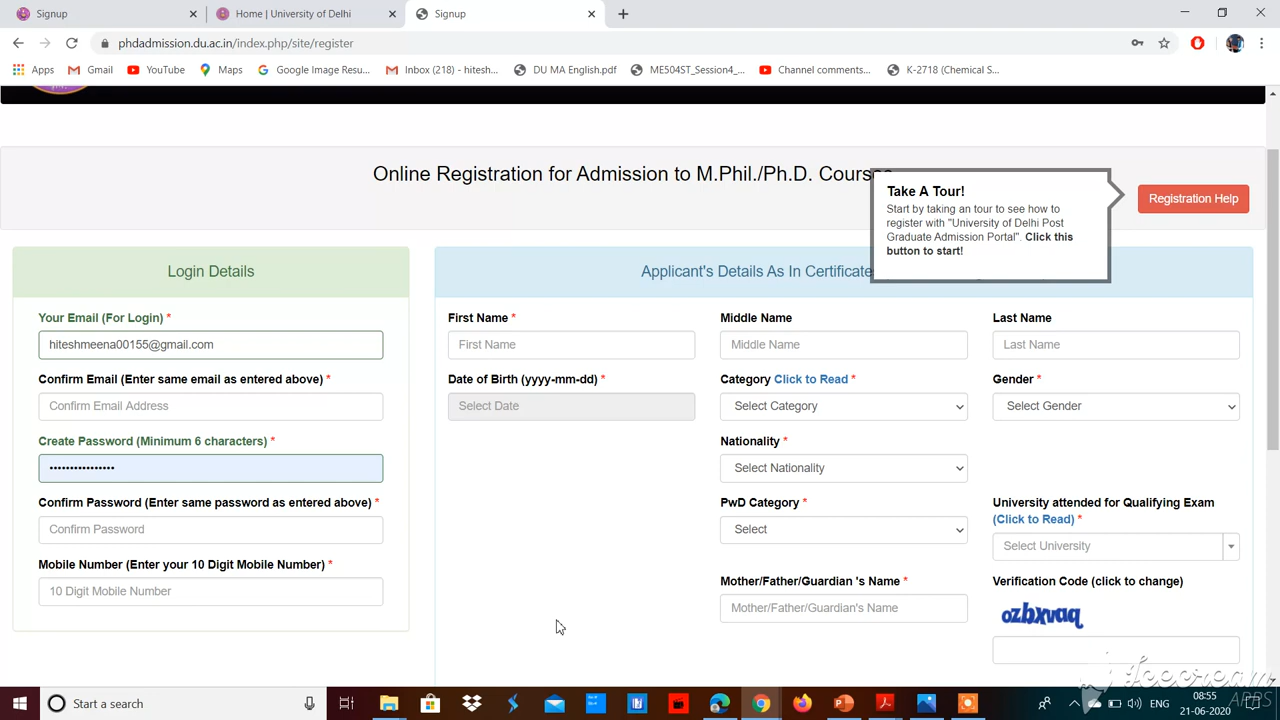 Signup
Home | University of Delhi
Signup
phdadmission.du.ac.in/index.php/site/register
Apps
Gmail
YouTube
Maps
Google Image Resu...
Inbox (218) - hitesh...
DU MA English.pdf
ME504ST_Session4_...
Channel comments...
K-2718 (Chemical S...
Online Registration for Admission to M.Phil./Ph.D. Courses
Take A Tour!
Start by taking an tour to see how to
register with "University of Delhi Post
Graduate Admission Portal". Click this
button to start!
Registration Help
Login Details
Your Email (For Login) *
hiteshmeena00155@gmail.com
Confirm Email (Enter same email as entered above) *
Confirm Email Address
Create Password (Minimum 6 characters) *
••••••••••••••••
Confirm Password (Enter same password as entered above) *
Confirm Password
Mobile Number (Enter your 10 Digit Mobile Number) *
10 Digit Mobile Number
Applicant's Details As In Certificate
First Name *
First Name
Middle Name
Middle Name
Last Name
Last Name
Date of Birth (yyyy-mm-dd) *
Select Date
Category Click to Read *
Select Category
Gender *
Select Gender
Nationality *
Select Nationality
PwD Category *
Select
University attended for Qualifying Exam
(Click to Read) *
Select University
Mother/Father/Guardian 's Name *
Mother/Father/Guardian's Name
Verification Code (click to change)
ozbxvaq
Icecream
APPS
Start a search
ENG
08:55
21-06-2020